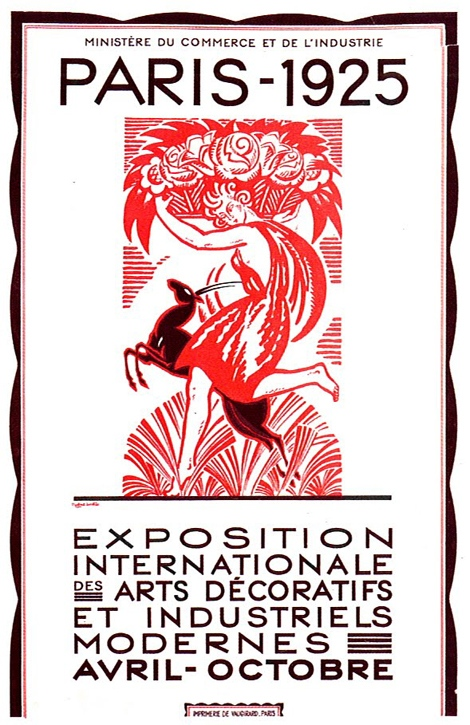 MINISTÈRE DU COMMERCE ET DE L'INDUSTRIE
PARIS-1925
EXPOSITION
INTERNATIONALE
DES ARTS DÉCORATIFS
ET INDUSTRIELS
MODERNES
AVRIL-OCTOBRE
IMPRIMERIE DE VAUGIRARD, PARIS